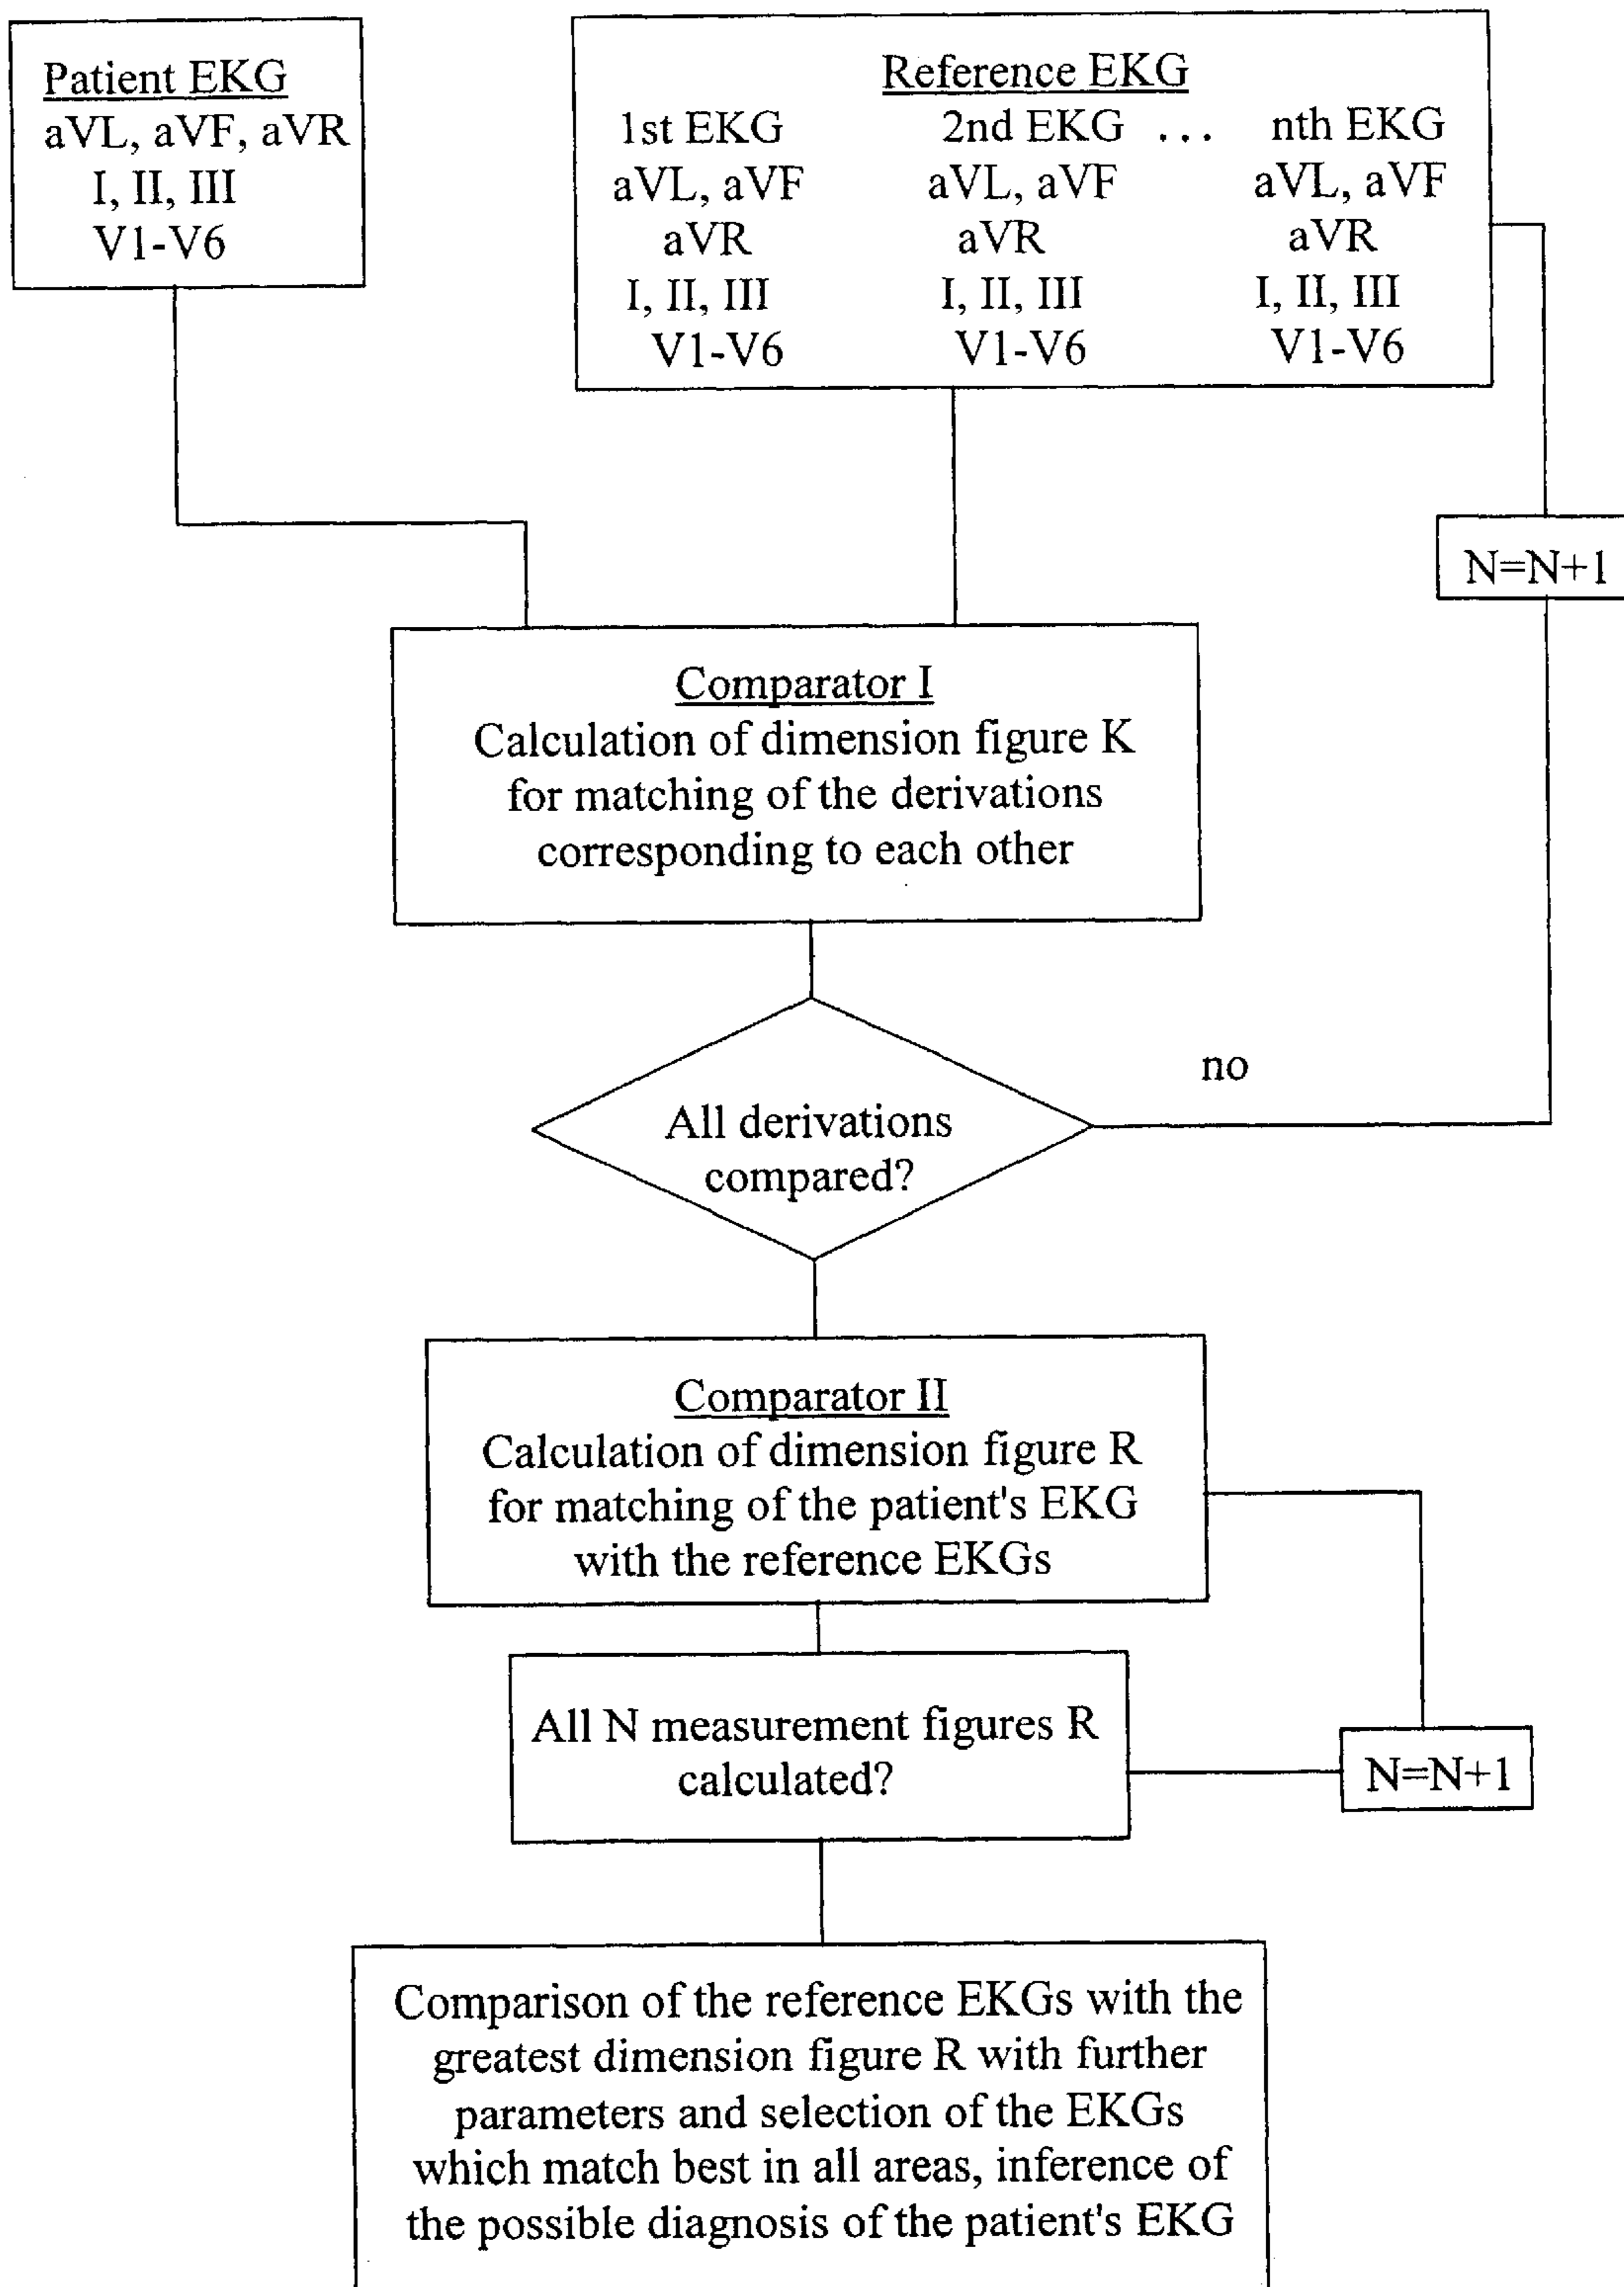 Patient EKG
aVL, aVF, aVR
I, II, III
V1-V6
Reference EKG
1st EKG 2nd EKG ... nth EKG
aVL, aVF aVL, aVF aVL, aVF
aVR aVR aVR
I, II, III I, II, III I, II, III
V1-V6 V1-V6 V1-V6
N=N+1
Comparator I
Calculation of dimension figure K
for matching of the derivations
corresponding to each other
no
All derivations
compared?
Comparator II
Calculation of dimension figure R
for matching of the patient's EKG
with the reference EKGs
All N measurement figures R
calculated?
N=N+1
Comparison of the reference EKGs with the
greatest dimension figure R with further
parameters and selection of the EKGs
which match best in all areas, inference of
the possible diagnosis of the patient's EKG